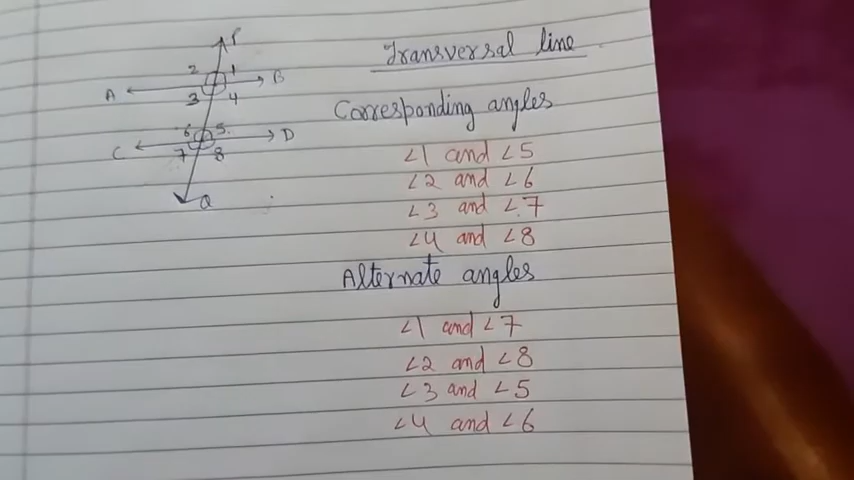 P
Transversal line
2 1
A B
3 4
Corresponding angles
6 5
C D
7 8
∠1 and ∠5
∠2 and ∠6
Q
∠3 and ∠7
∠4 and ∠8
Alternate angles
∠1 and ∠7
∠2 and ∠8
∠3 and ∠5
∠4 and ∠6